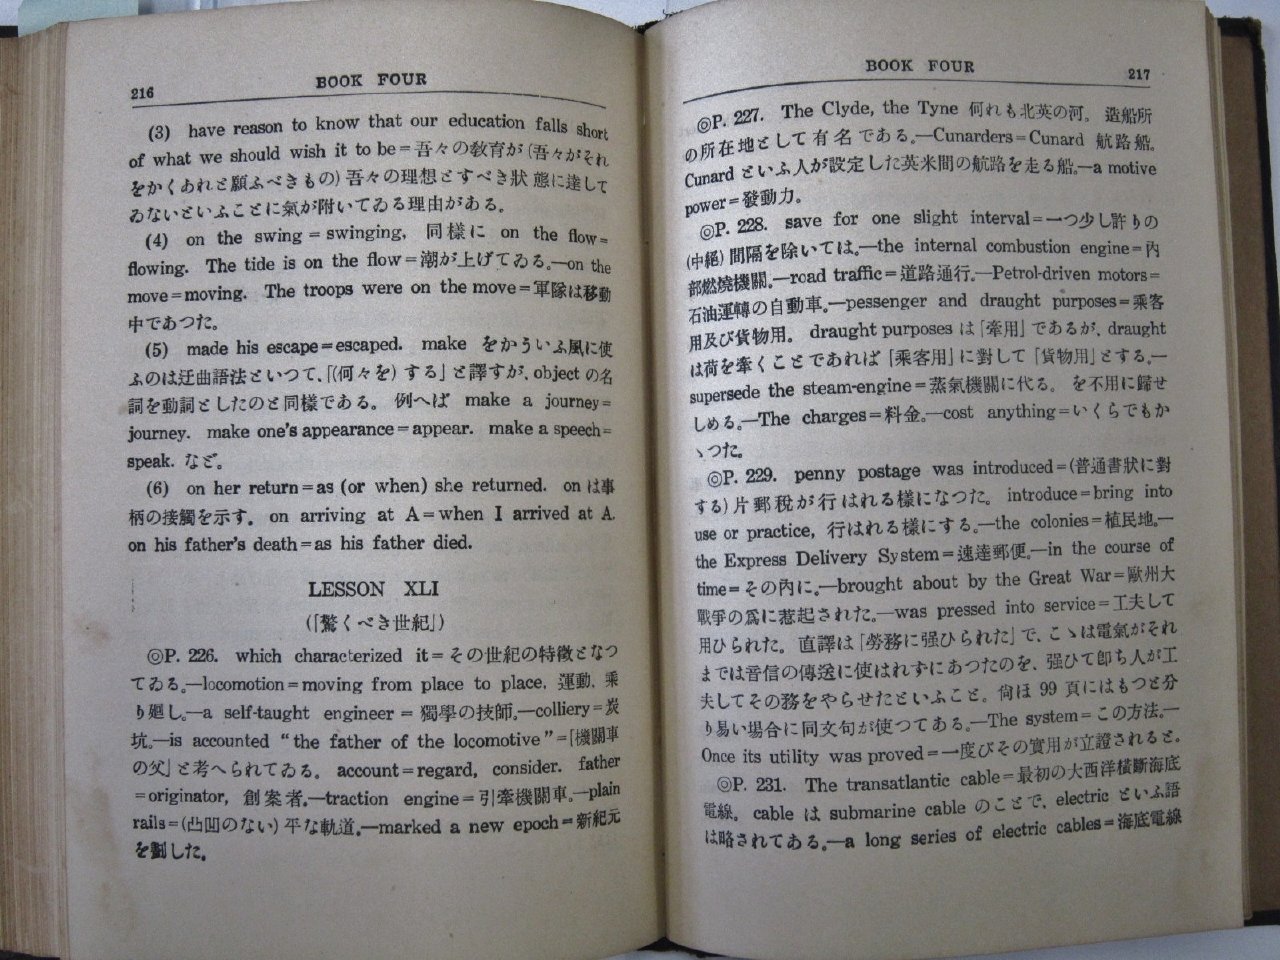 216
BOOK FOUR
(3) have reason to know that our education falls short
of what we should wish it to be=吾々の敎育が(吾々がそれ
をかくあれと願ふべきもの)吾々の理想とすべき狀態に達して
ゐないといふことに氣が附いてゐる理由がある。
(4) on the swing=swinging, 同樣に on the flow=
flowing. The tide is on the flow=潮が上げてゐる。—on the
move=moving. The troops were on the move=軍隊は移動
中であつた。
(5) made his escape=escaped. make をかういふ風に使
ふのは迂曲語法といつて、「(何々を)する」と譯すが、object の名
詞を動詞としたのと同樣である。例へば make a journey=
journey. make one's appearance=appear. make a speech=
speak. など。
(6) on her return=as (or when) she returned. on は事
柄の接觸を示す。on arriving at A=when I arrived at A.
on his father's death=as his father died.
LESSON XLI
(「驚くべき世紀」)
◎P. 226. which characterized it=その世紀の特徵となつ
てゐる。—locomotion=moving from place to place. 運動、乘
り廻し。—a self-taught engineer=獨學の技師。—colliery=炭
坑。—is accounted "the father of the locomotive"=「機關車
の父」と考へられてゐる。account=regard, consider. father
=originator, 創案者。—traction engine=引牽機關車。—plain
rails=(凸凹のない)平な軌道。—marked a new epoch=新紀元
を劃した。
BOOK FOUR
217
◎P. 227. The Clyde, the Tyne 何れも北英の河。造船所
の所在地として有名である。—Cunarders=Cunard 航路船。
Cunard といふ人が設定した英米間の航路を走る船。—a motive
power=發動力。
◎P. 228. save for one slight interval=一つ少し許りの
(中絕)間隔を除いては。—the internal combustion engine=內
部燃燒機關。—road traffic=道路通行。—Petrol-driven motors=
石油運轉の自動車。—pessenger and draught purposes=乘客
用及び貨物用。draught purposes は「牽用」であるが、draught
は荷を牽くことであれば「乘客用」に對して「貨物用」とする。—
supersede the steam-engine=蒸氣機關に代る。を不用に歸せ
しめる。—The charges=料金。—cost anything=いくらでもか
ゝつた。
◎P. 229. penny postage was introduced=(普通書狀に對
する)片郵稅が行はれる樣になつた。introduce=bring into
use or practice, 行はれる樣にする。—the colonies=植民地。—
the Express Delivery System=速達郵便。—in the course of
time=その內に。—brought about by the Great War=歐州大
戰爭の爲に惹起された。—was pressed into service=工夫して
用ひられた。直譯は「勞務に强ひられた」で、こゝは電氣がそれ
までは音信の傳送に使はれずにあつたのを、强ひて卽ち人が工
夫してその務をやらせたといふこと。尙ほ 99 頁にはもつと分
り易い場合に同文句が使つてある。—The system=この方法。—
Once its utility was proved=一度びその實用が立證されると。
◎P. 231. The transatlantic cable=最初の大西洋橫斷海底
電線。cable は submarine cable のことで、electric といふ語
は略されてある。—a long series of electric cables=海底電線